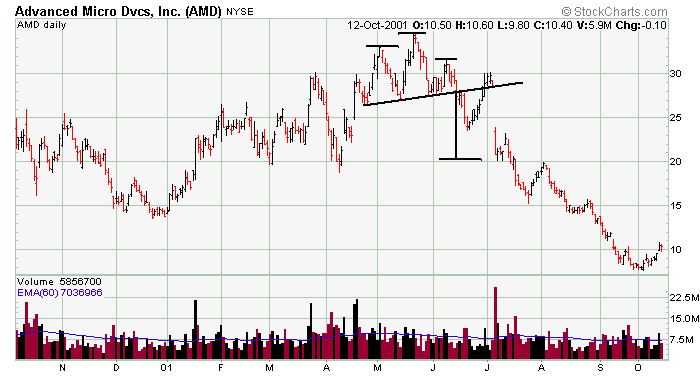 Advanced Micro Dvcs, Inc. (AMD) NYSE © StockCharts.com
AMD daily 12-Oct-2001 O:10.50 H:10.60 L:9.80 C:10.40 V:5.9M Chg:-0.10
30
25
20
15
10
Volume 5856700
EMA(60) 7036966
22.5M
15.0M
7.5M
N D 01 F M A M J J A S O